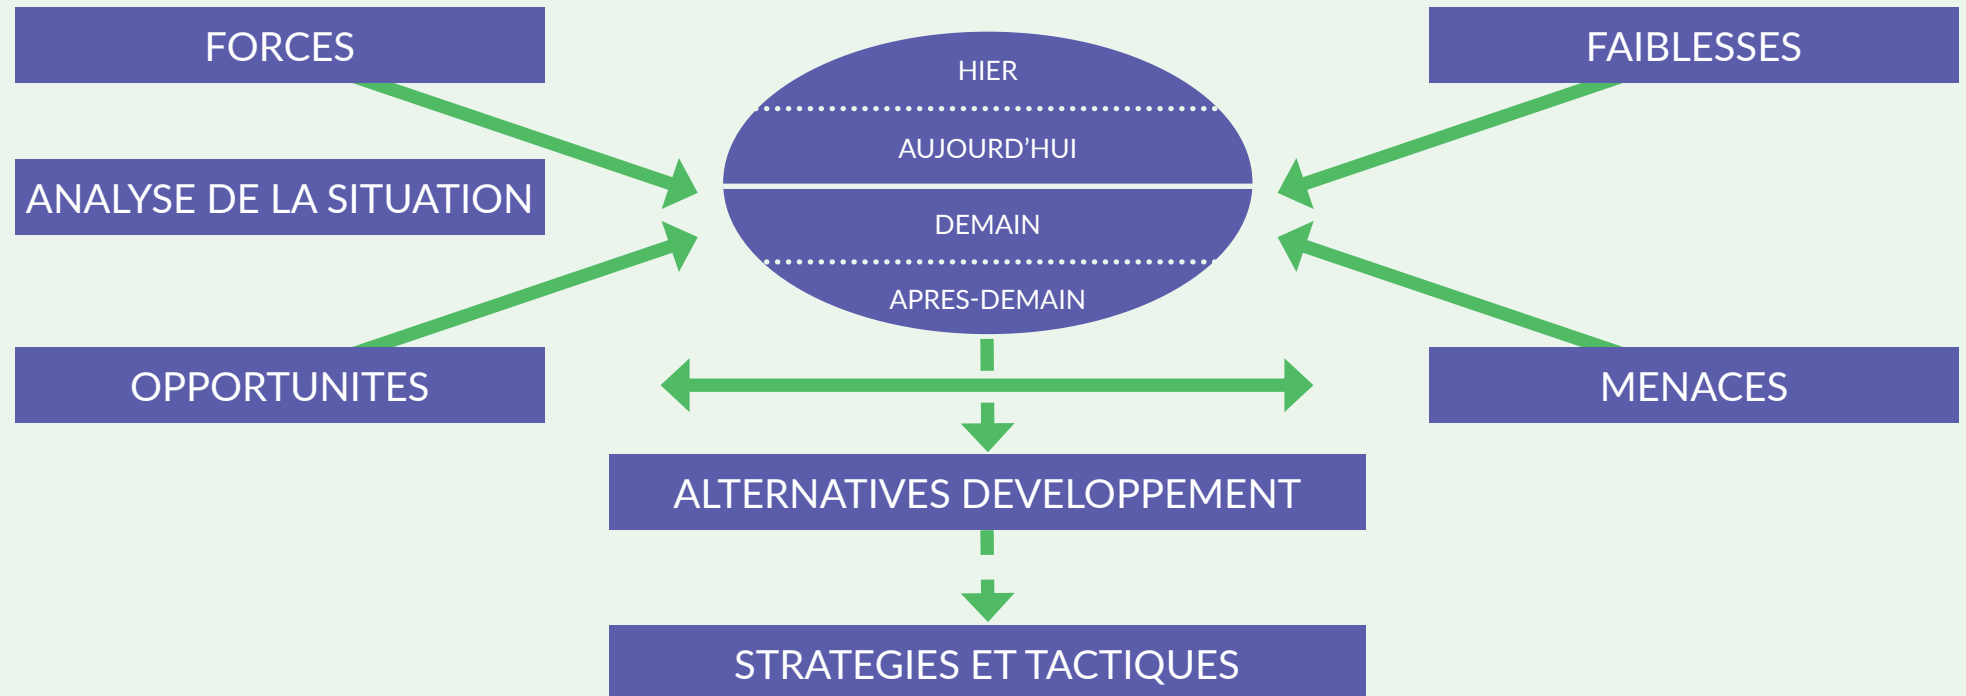 FORCES
FAIBLESSES
HIER
AUJOURD’HUI
ANALYSE DE LA SITUATION
DEMAIN
APRES-DEMAIN
OPPORTUNITES
MENACES
ALTERNATIVES DEVELOPPEMENT
STRATEGIES ET TACTIQUES